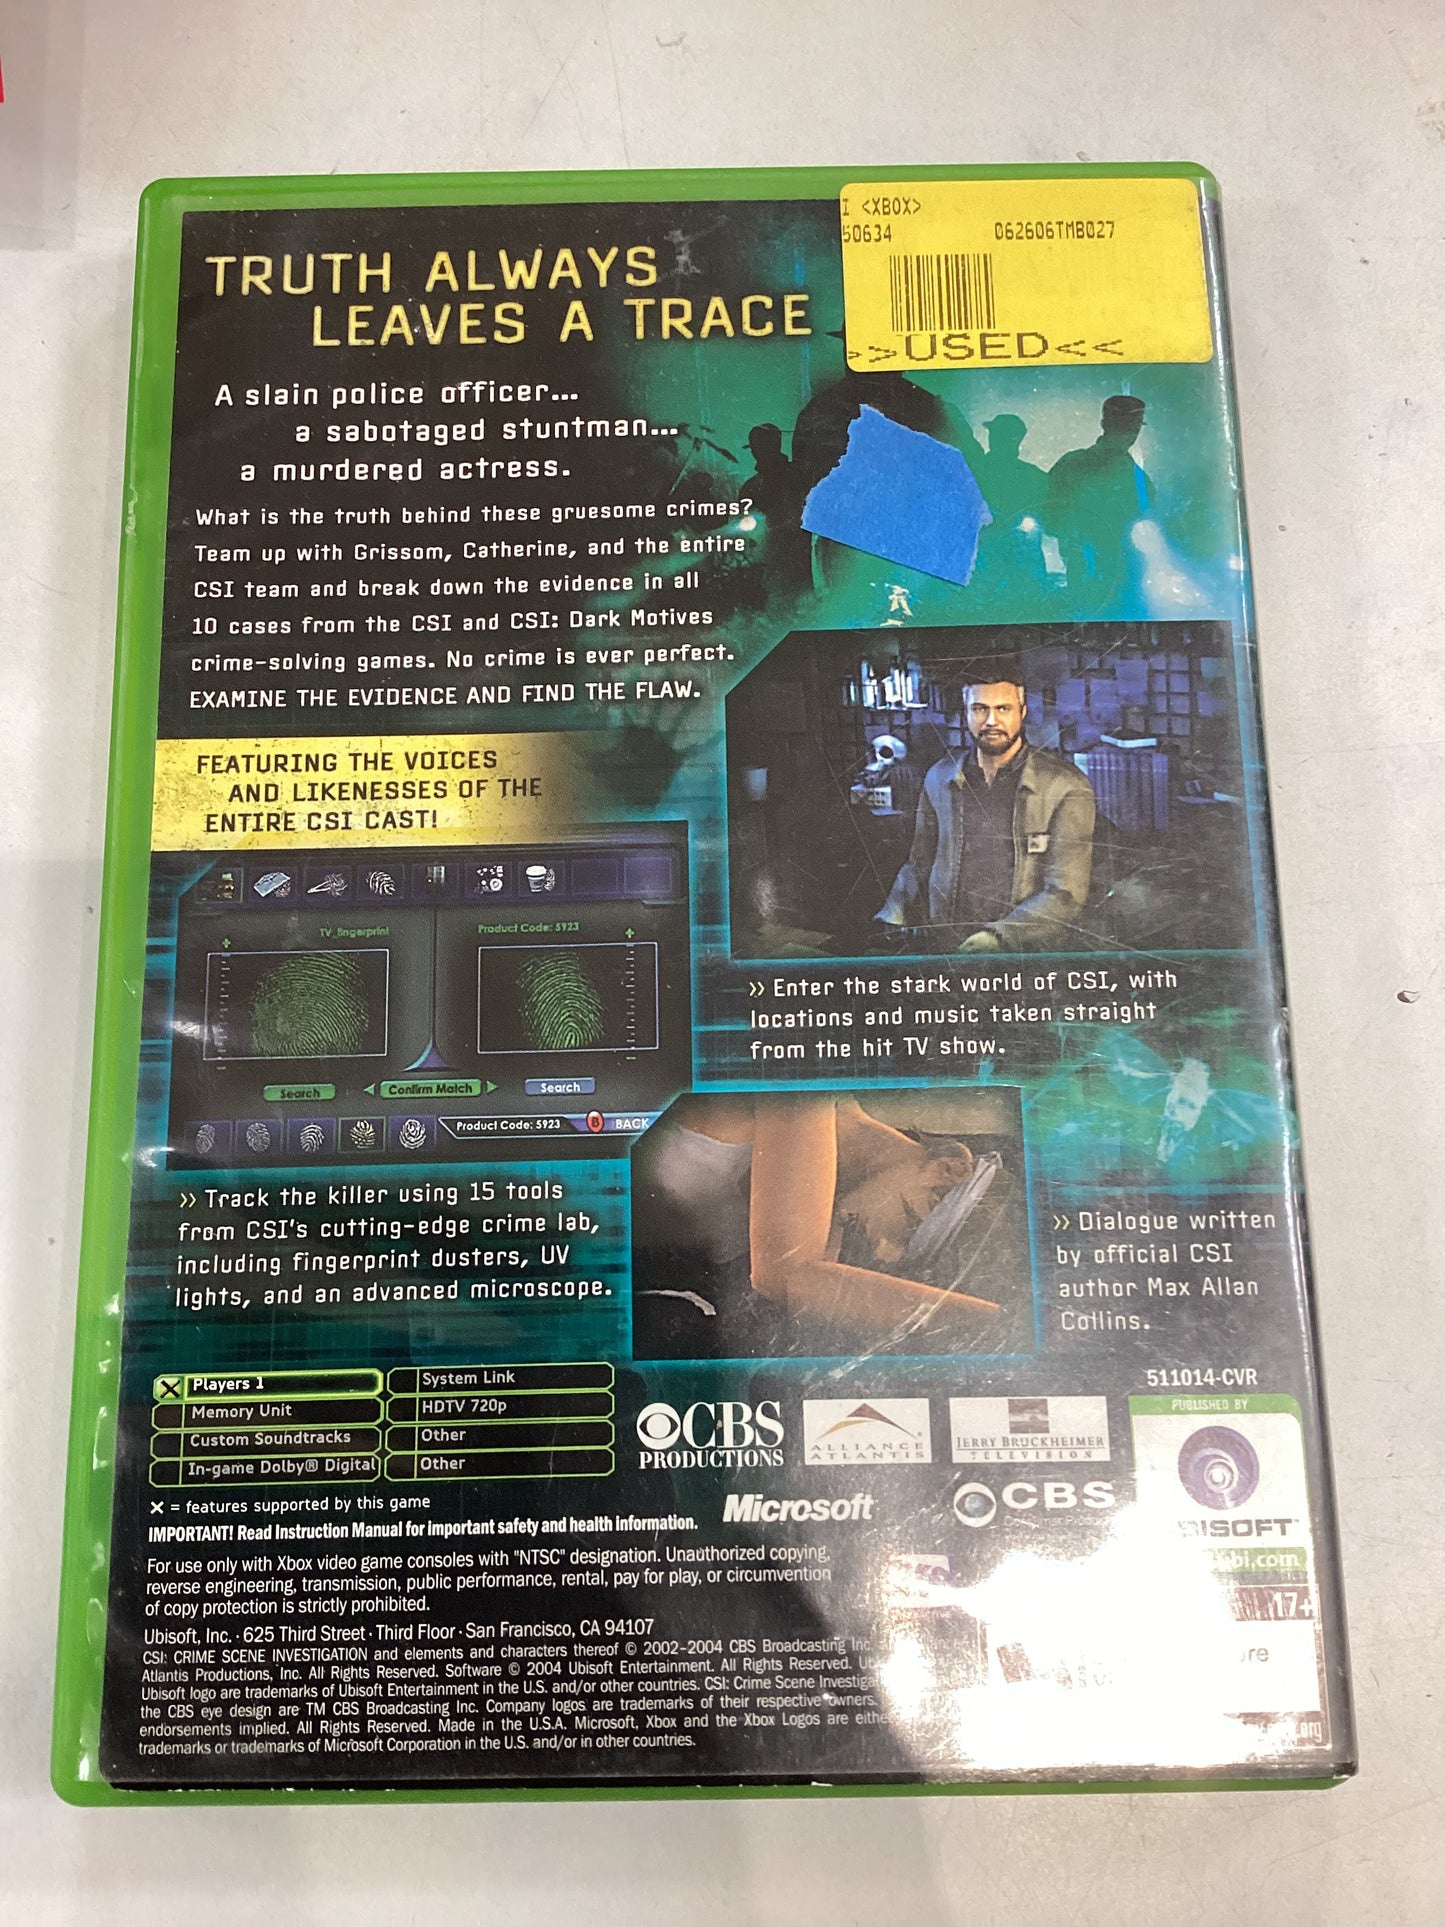 I <XBOX>
50634 062606TMB027
>>USED<<
TRUTH ALWAYS
LEAVES A TRACE
A slain police officer...
a sabotaged stuntman...
a murdered actress.
What is the truth behind these gruesome crimes?
Team up with Grissom, Catherine, and the entire
CSI team and break down the evidence in all
10 cases from the CSI and CSI: Dark Motives
crime-solving games. No crime is ever perfect.
EXAMINE THE EVIDENCE AND FIND THE FLAW.
FEATURING THE VOICES
AND LIKENESSES OF THE
ENTIRE CSI CAST!
TV_fingerprint
Product Code: 5923
Search
Confirm Match
Search
Product Code: 5923
B BACK
>> Enter the stark world of CSI, with
locations and music taken straight
from the hit TV show.
>> Track the killer using 15 tools
from CSI's cutting-edge crime lab,
including fingerprint dusters, UV
lights, and an advanced microscope.
>> Dialogue written
by official CSI
author Max Allan
Collins.
X Players 1
Memory Unit
Custom Soundtracks
In-game Dolby® Digital
System Link
HDTV 720p
Other
Other
X = features supported by this game
IMPORTANT! Read Instruction Manual for important safety and health information.
CBS
PRODUCTIONS
ALLIANCE
ATLANTIS
JERRY BRUCKHEIMER
TELEVISION
Microsoft
CBS
511014-CVR
PUBLISHED BY
UBISOFT
ubi.com
17+
For use only with Xbox video game consoles with "NTSC" designation. Unauthorized copying,
reverse engineering, transmission, public performance, rental, pay for play, or circumvention
of copy protection is strictly prohibited.
Ubisoft, Inc. · 625 Third Street · Third Floor · San Francisco, CA 94107
CSI: CRIME SCENE INVESTIGATION and elements and characters thereof © 2002-2004 CBS Broadcasting Inc.
Atlantis Productions, Inc. All Rights Reserved. Software © 2004 Ubisoft Entertainment. All Rights Reserved.
Ubisoft logo are trademarks of Ubisoft Entertainment in the U.S. and/or other countries. CSI: Crime Scene
the CBS eye design are TM CBS Broadcasting Inc. Company logos are trademarks of their respective owners.
endorsements implied. All Rights Reserved. Made in the U.S.A. Microsoft, Xbox and the Xbox Logos are
trademarks or trademarks of Microsoft Corporation in the U.S. and/or in other countries.